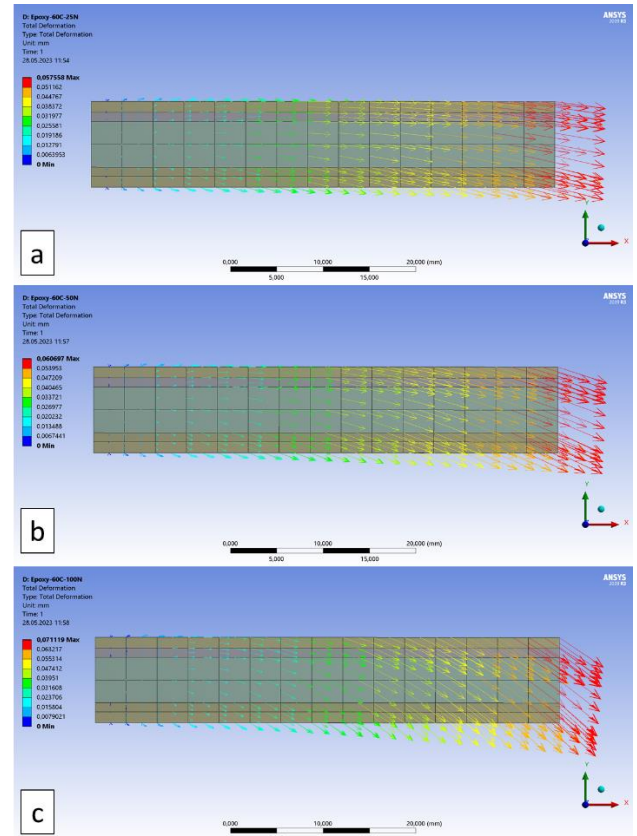 D: Epoxy-60C-25N
Total Deformation
Type: Total Deformation
Unit: mm
Time: 1
28.05.2023 11:54
0,057558 Max
0,051162
0,044767
0,038372
0,031977
0,025581
0,019186
0,012791
0,0063953
0 Min
ANSYS
Y
X
0,000 10,000 20,000 (mm)
5,000 15,000
a
D: Epoxy-60C-50N
Total Deformation
Type: Total Deformation
Unit: mm
Time: 1
28.05.2023 11:57
0,060697 Max
0,053953
0,047209
0,040465
0,033721
0,026977
0,020232
0,013488
0,0067441
0 Min
ANSYS
Y
X
0,000 10,000 20,000 (mm)
5,000 15,000
b
D: Epoxy-60C-100N
Total Deformation
Type: Total Deformation
Unit: mm
Time: 1
28.05.2023 11:58
0,071119 Max
0,063217
0,055314
0,047412
0,03951
0,031608
0,023706
0,015804
0,0079021
0 Min
ANSYS
Y
X
0,000 10,000 20,000 (mm)
5,000 15,000
c